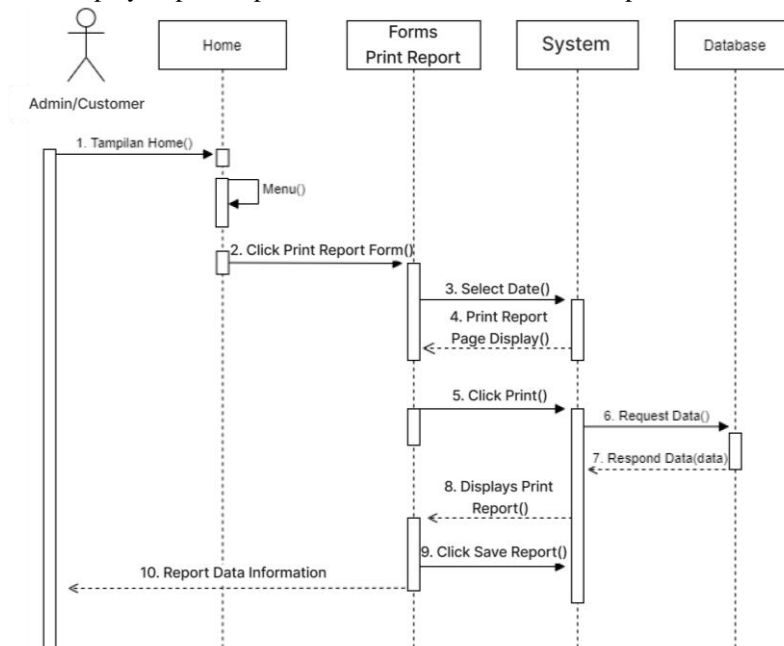 Home
Forms
Print Report
System
Database
Admin/Customer
1. Tampilan Home()
Menu()
2. Click Print Report Form()
3. Select Date()
4. Print Report
Page Display()
5. Click Print()
6. Request Data()
7. Respond Data(data)
8. Displays Print
Report()
9. Click Save Report()
10. Report Data Information